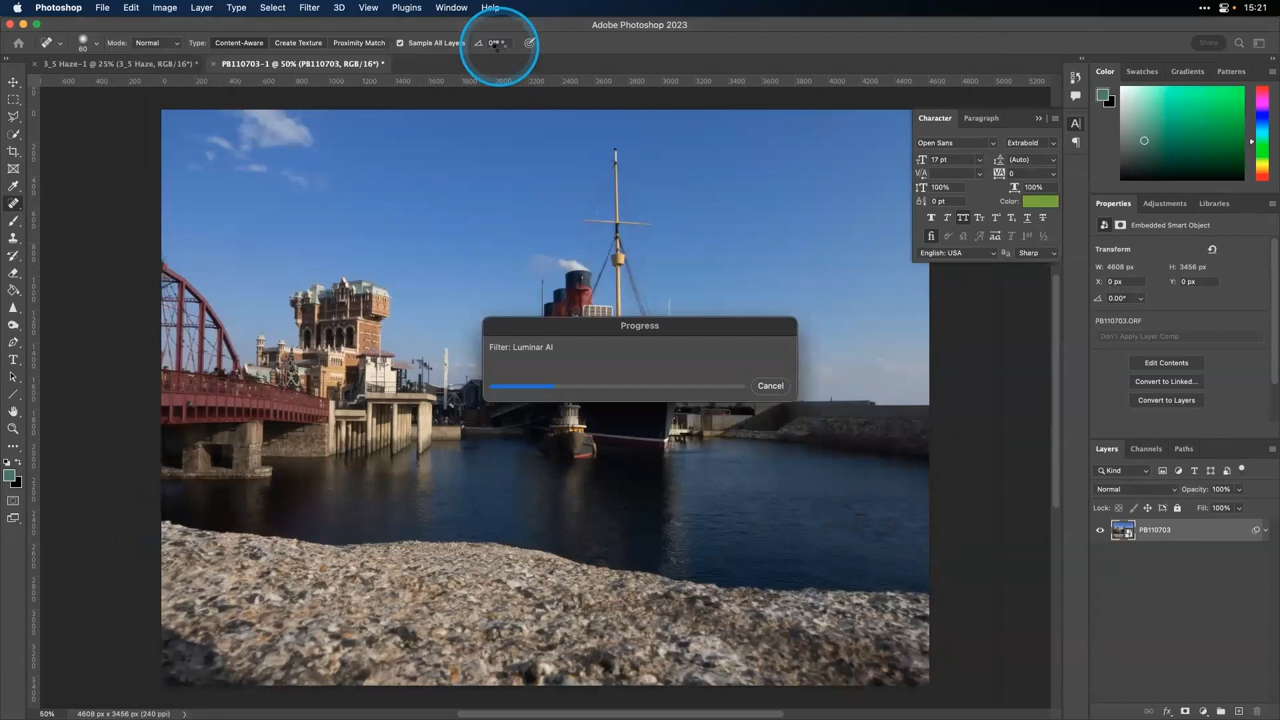 Photoshop File Edit Image Layer Type Select Filter 3D View Plugins Window Help 15:21
Adobe Photoshop 2023
60 Mode: Normal Type: Content-Aware Create Texture Proximity Match Sample All Layers Share
3_5 Haze-1 @ 25% (3_5 Haze, RGB/16*) * PB110703-1 @ 50% (PB110703, RGB/16*) *
Color Swatches Gradients Patterns
Character Paragraph
Open Sans Extrabold
17 pt (Auto)
0
100% 100%
0 pt Color:
English: USA Sharp
Properties Adjustments Libraries
Embedded Smart Object
Transform
W: 4608 px H: 3456 px
X: 0 px Y: 0 px
0.00°
PB110703.ORF
Don't Apply Layer Comp
Edit Contents
Convert to Linked...
Convert to Layers
Progress
Filter: Luminar AI
Cancel
Layers Channels Paths
Kind
Normal Opacity: 100%
Lock: Fill: 100%
PB110703
50% 4608 px x 3456 px (240 ppi)